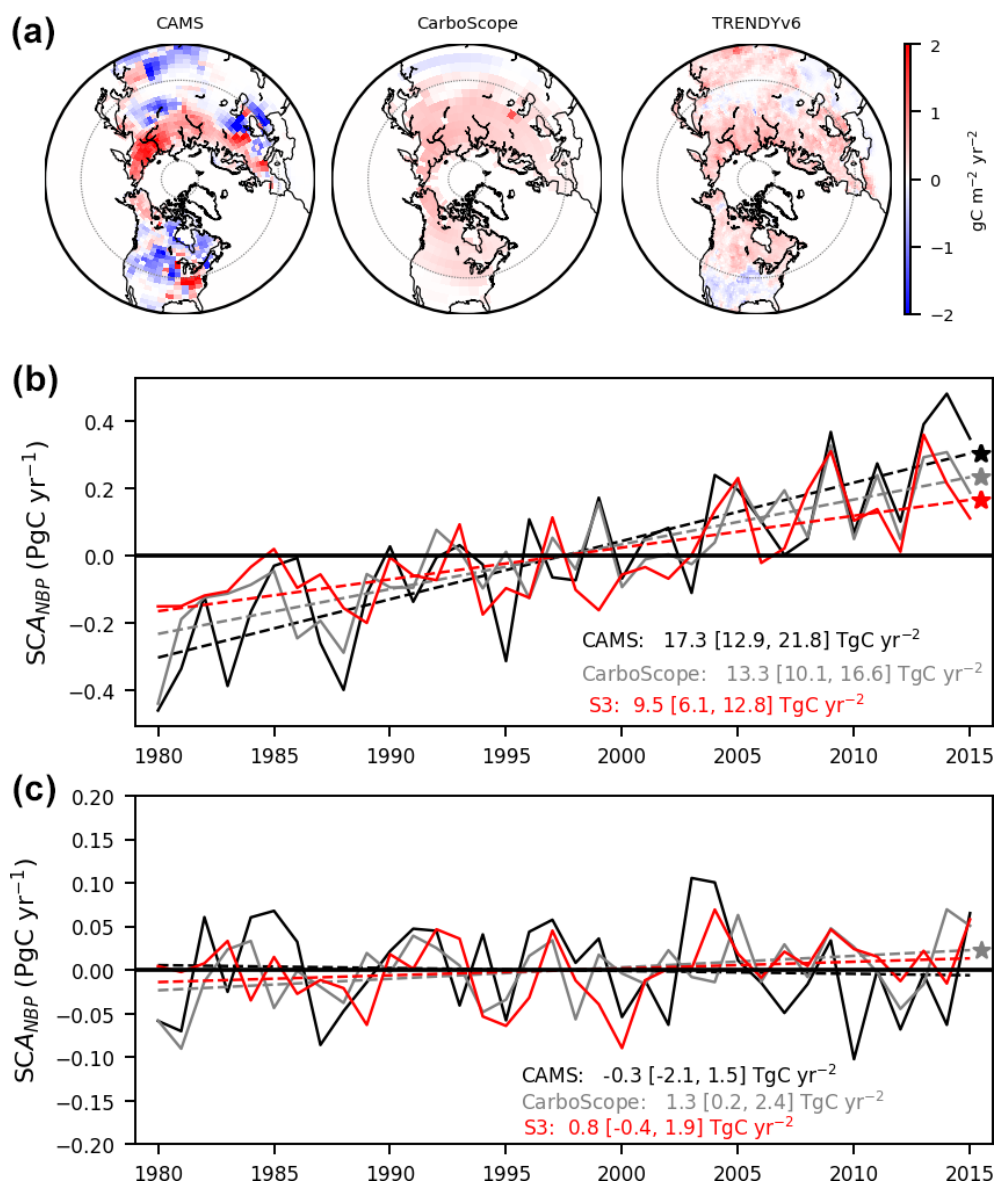 (a)
CAMS CarboScope TRENDYv6
2
1
0
−1
−2
gC m⁻² yr⁻²
(b)
SCA_NBP (PgC yr⁻¹)
0.4
0.2
0.0
−0.2
−0.4
CAMS: 17.3 [12.9, 21.8] TgC yr⁻²
CarboScope: 13.3 [10.1, 16.6] TgC yr⁻²
S3: 9.5 [6.1, 12.8] TgC yr⁻²
1980 1985 1990 1995 2000 2005 2010 2015
(c)
SCA_NBP (PgC yr⁻¹)
0.20
0.15
0.10
0.05
0.00
−0.05
−0.10
−0.15
−0.20
CAMS: -0.3 [-2.1, 1.5] TgC yr⁻²
CarboScope: 1.3 [0.2, 2.4] TgC yr⁻²
S3: 0.8 [-0.4, 1.9] TgC yr⁻²
1980 1985 1990 1995 2000 2005 2010 2015